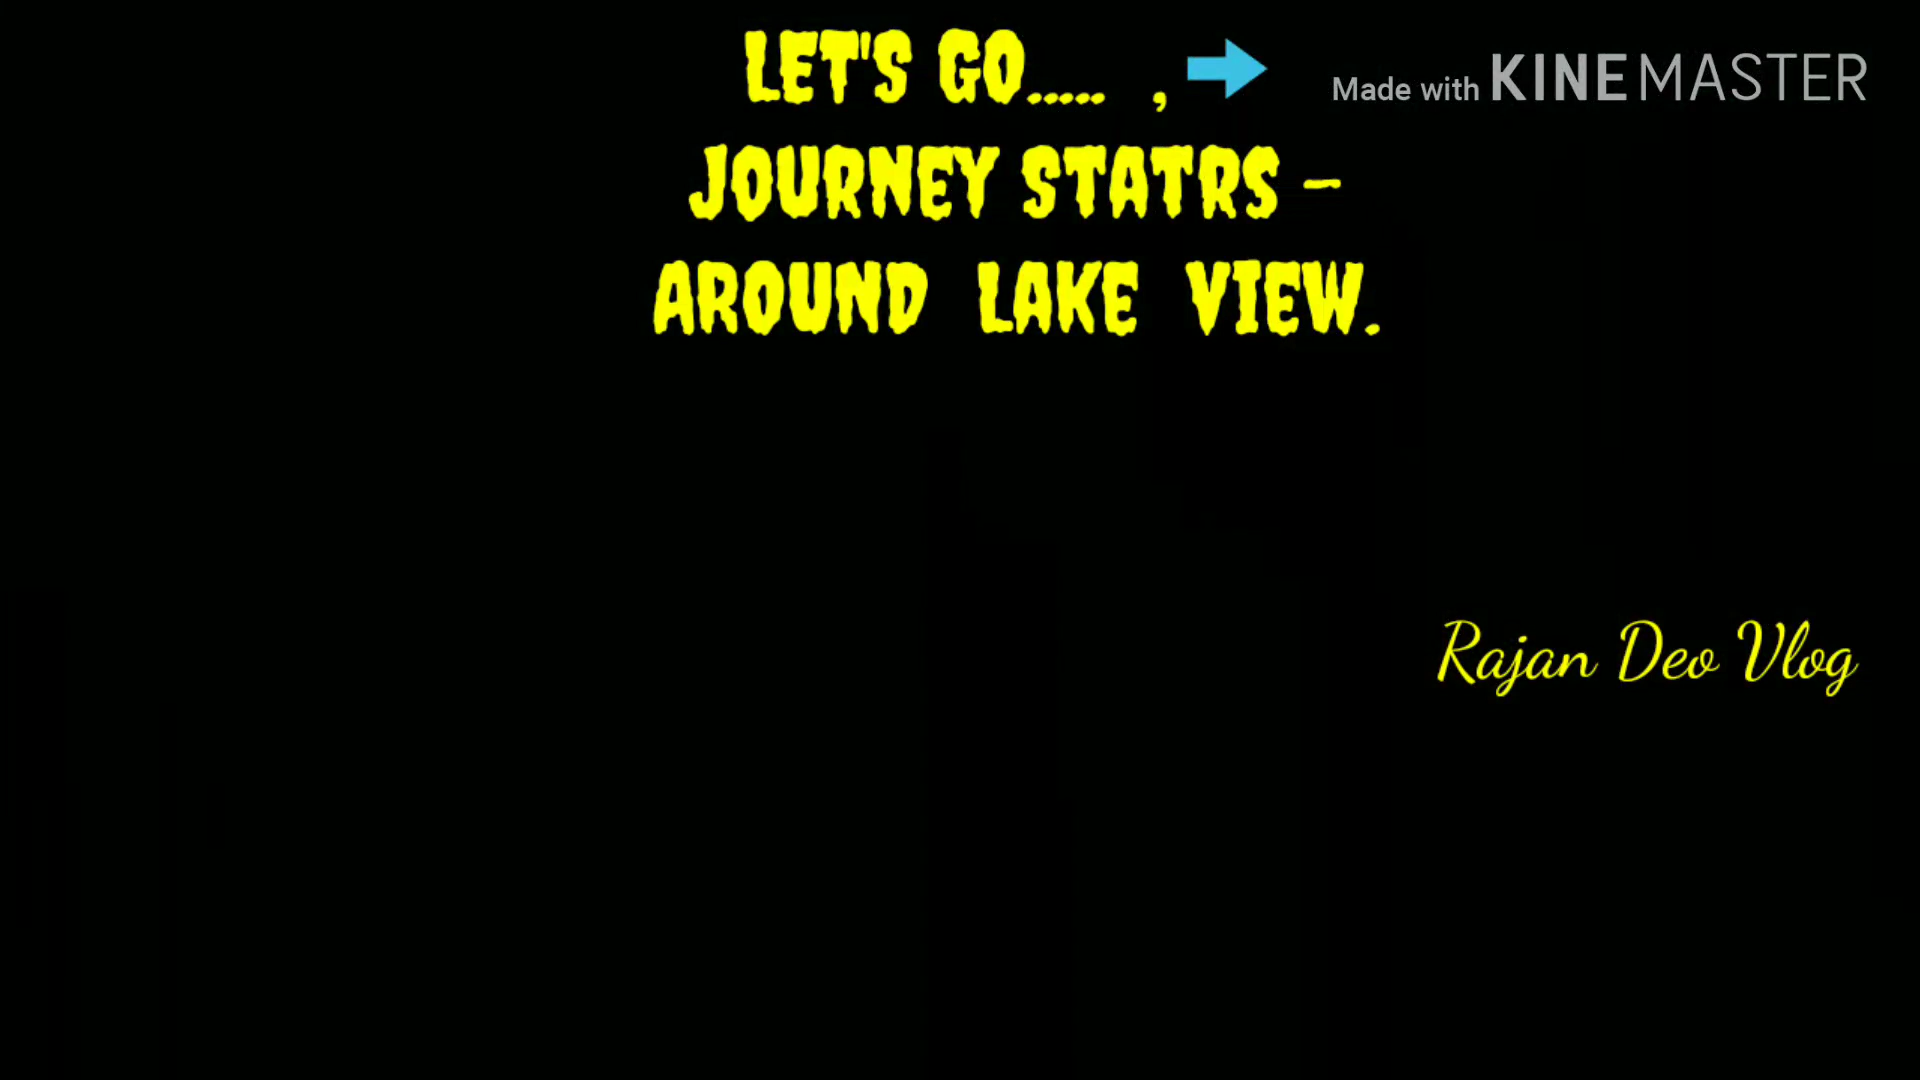 LET'S GO..... ,
Made with KINEMASTER
JOURNEY STATRS -
AROUND LAKE VIEW.
Rajan Deo Vlog